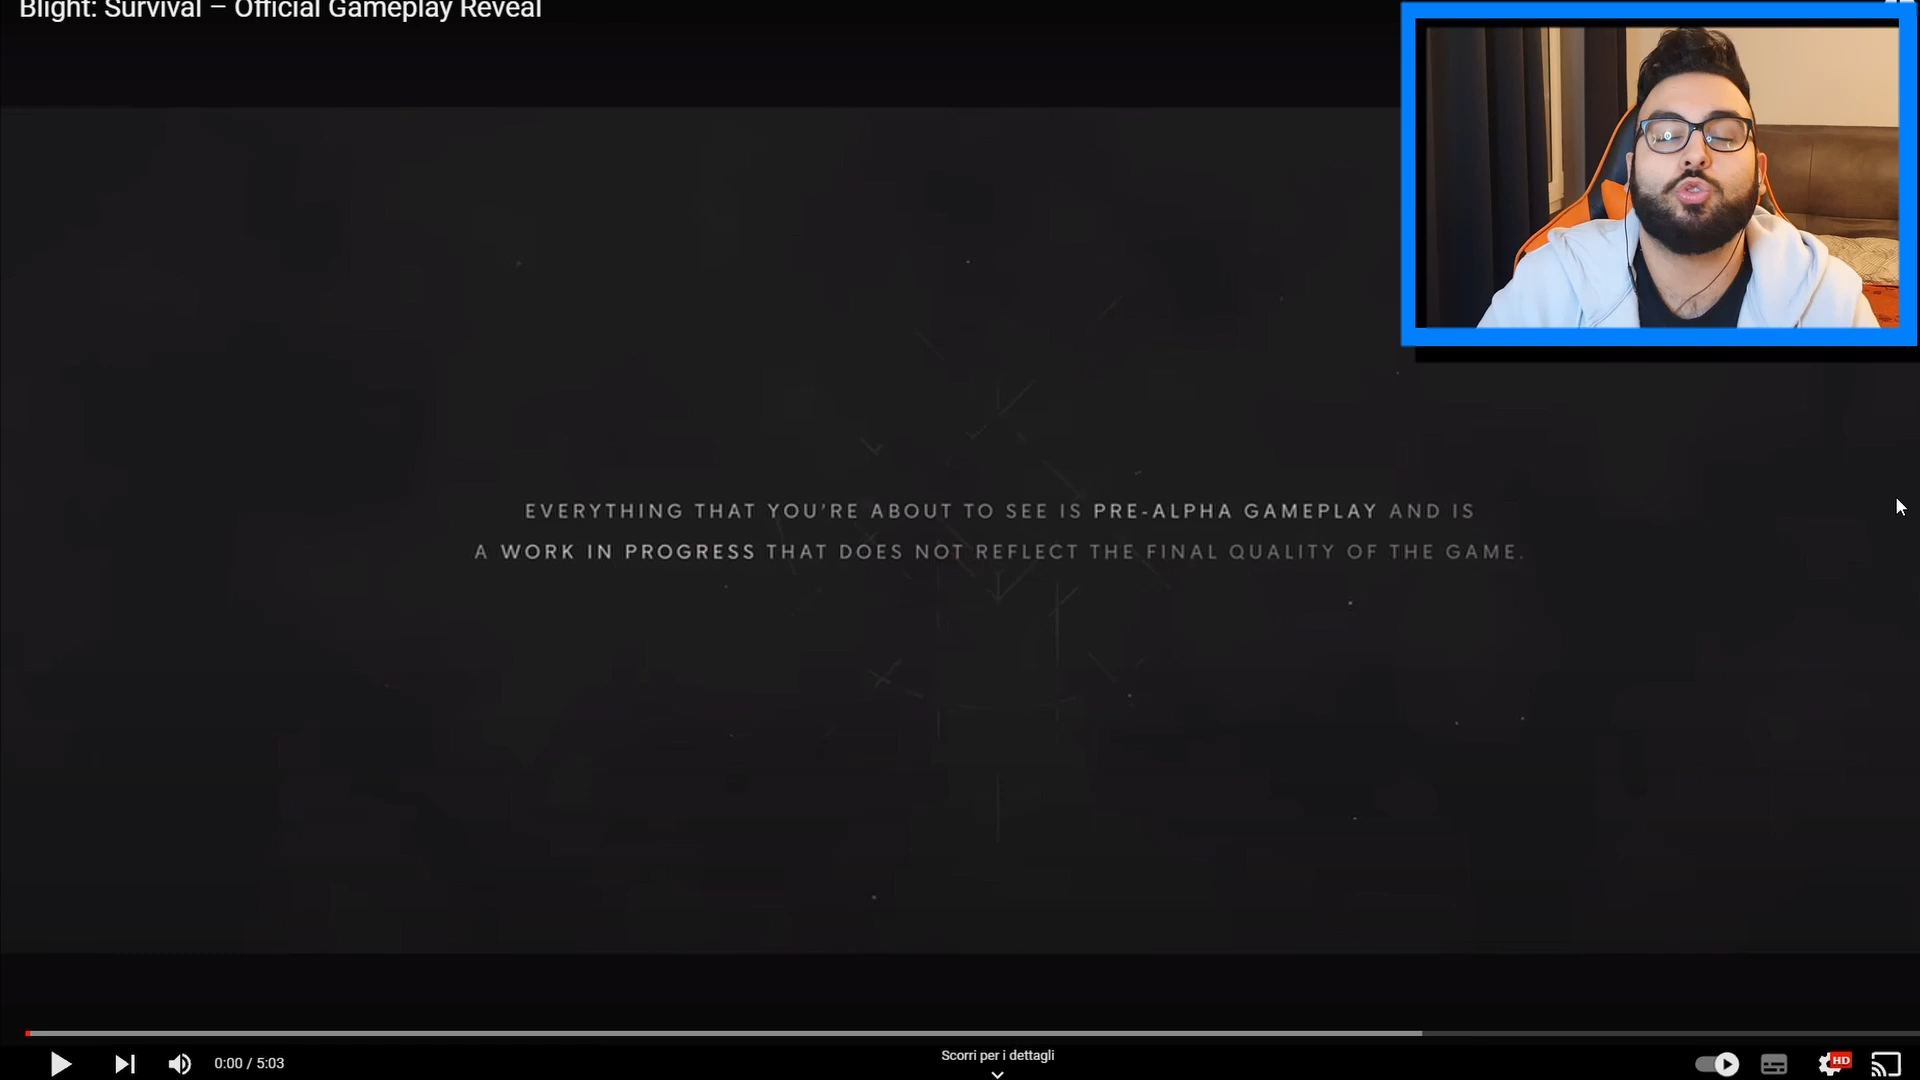 Blight: Survival – Official Gameplay Reveal
EVERYTHING THAT YOU'RE ABOUT TO SEE IS PRE-ALPHA GAMEPLAY AND IS
A WORK IN PROGRESS THAT DOES NOT REFLECT THE FINAL QUALITY OF THE GAME.
0:00 / 5:03
Scorri per i dettagli
HD